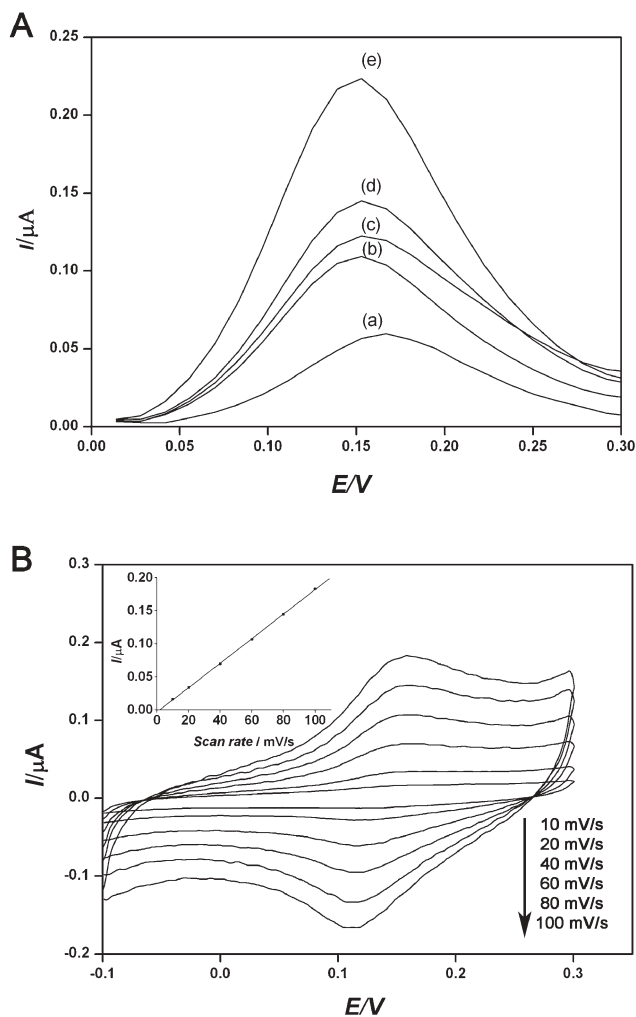 A
0.25
0.20
0.15
0.10
0.05
0.00
I/μA
(e)
(d)
(c)
(b)
(a)
0.00 0.05 0.10 0.15 0.20 0.25 0.30
E/V
B
0.3
0.2
0.1
0.0
-0.1
-0.2
I/μA
0.20
0.15
0.10
0.05
0.00
I/μA
0 20 40 60 80 100
Scan rate / mV/s
10 mV/s
20 mV/s
40 mV/s
60 mV/s
80 mV/s
100 mV/s
-0.1 0.0 0.1 0.2 0.3
E/V